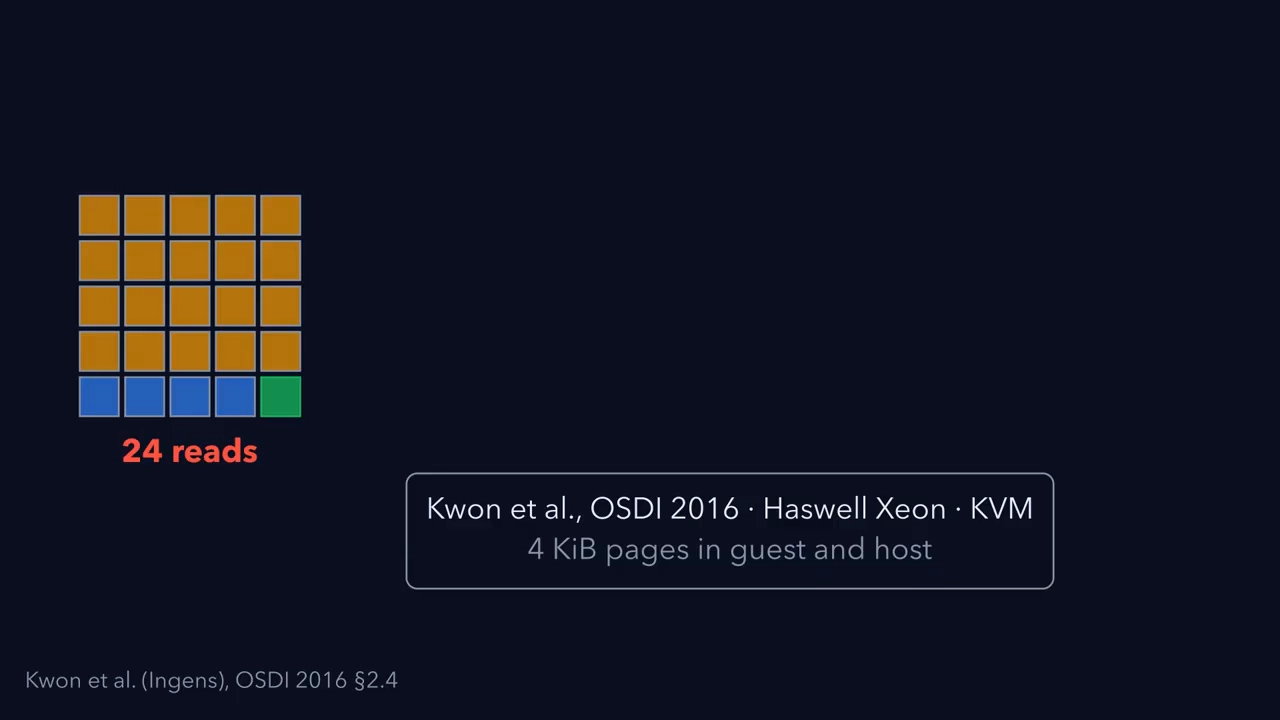 24 reads
Kwon et al., OSDI 2016 · Haswell Xeon · KVM
4 KiB pages in guest and host
Kwon et al. (Ingens), OSDI 2016 §2.4